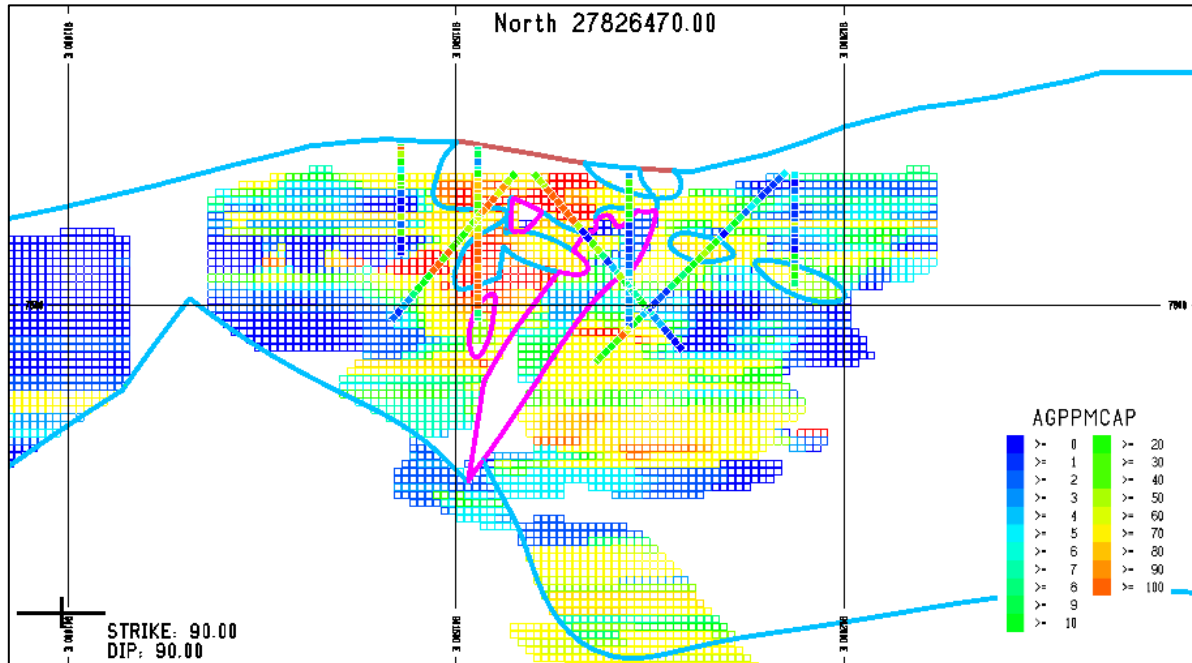 North 27826470.00
AGPPMCAP
>= 0 >= 20
>= 1 >= 30
>= 2 >= 40
>= 3 >= 50
>= 4 >= 60
>= 5 >= 70
>= 6 >= 80
>= 7 >= 90
>= 8 >= 100
>= 9
>= 10
STRIKE: 90.00
DIP: 90.00